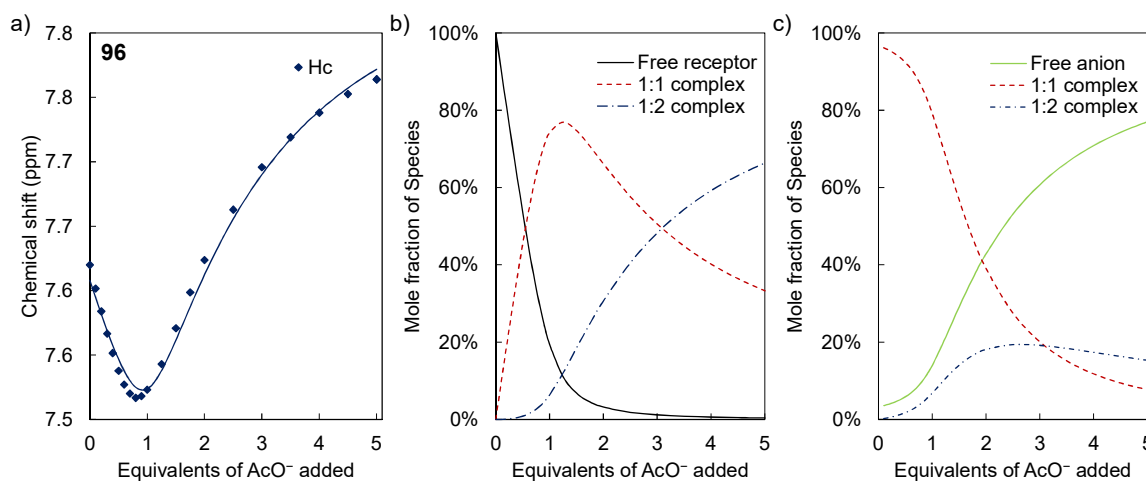 a)
96
Hc
Chemical shift (ppm)
7.8
7.8
7.7
7.7
7.6
7.6
7.5
0 1 2 3 4 5
Equivalents of AcO⁻ added
b)
Free receptor
1:1 complex
1:2 complex
Mole fraction of Species
100%
80%
60%
40%
20%
0%
0 1 2 3 4 5
Equivalents of AcO⁻ added
c)
Free anion
1:1 complex
1:2 complex
Mole fraction of Species
100%
80%
60%
40%
20%
0%
0 1 2 3 4 5
Equivalents of AcO⁻ added